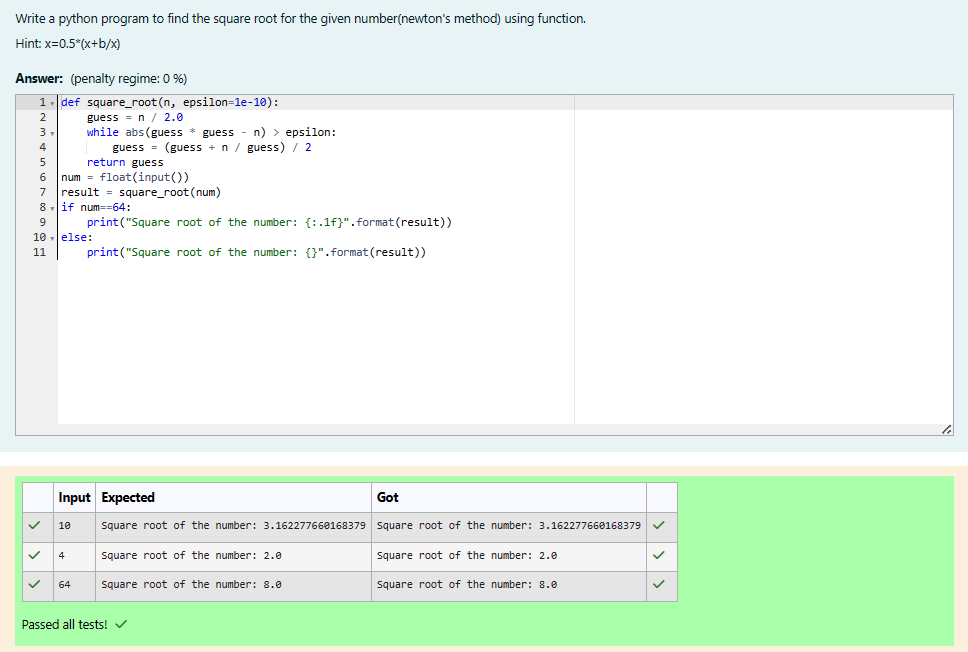 Write a python program to find the square root for the given number(newton's method) using function.
Hint: x=0.5*(x+b/x)
Answer: (penalty regime: 0 %)
1 def square_root(n, epsilon=1e-10):
2     guess = n / 2.0
3     while abs(guess * guess - n) > epsilon:
4         guess = (guess + n / guess) / 2
5     return guess
6 num = float(input())
7 result = square_root(num)
8 if num==64:
9     print("Square root of the number: {:.1f}".format(result))
10 else:
11     print("Square root of the number: {}".format(result))
Input Expected Got
10 Square root of the number: 3.162277660168379 Square root of the number: 3.162277660168379
4 Square root of the number: 2.0 Square root of the number: 2.0
64 Square root of the number: 8.0 Square root of the number: 8.0
Passed all tests!